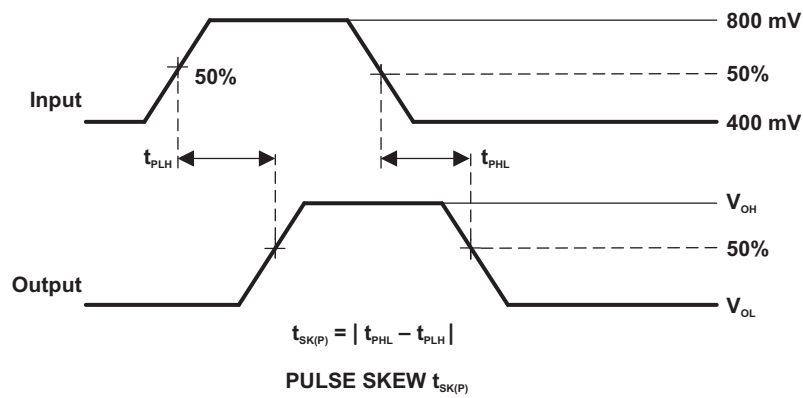 800 mV
50%
50%
Input
400 mV
tPLH
tPHL
VOH
50%
Output
VOL
tSK(P) = | tPHL – tPLH |
PULSE SKEW tSK(P)